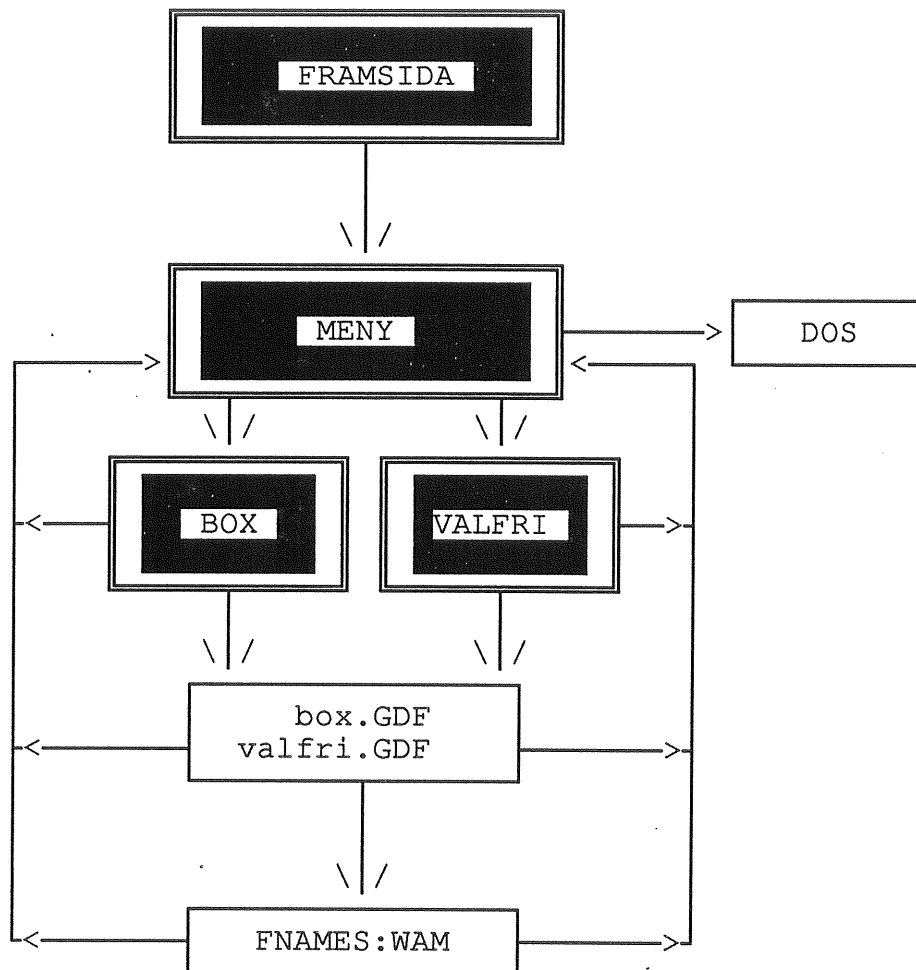 FRAMSIDA
MENY
DOS
BOX
VALFRI
box.GDF
valfri.GDF
FNAMES:WAM